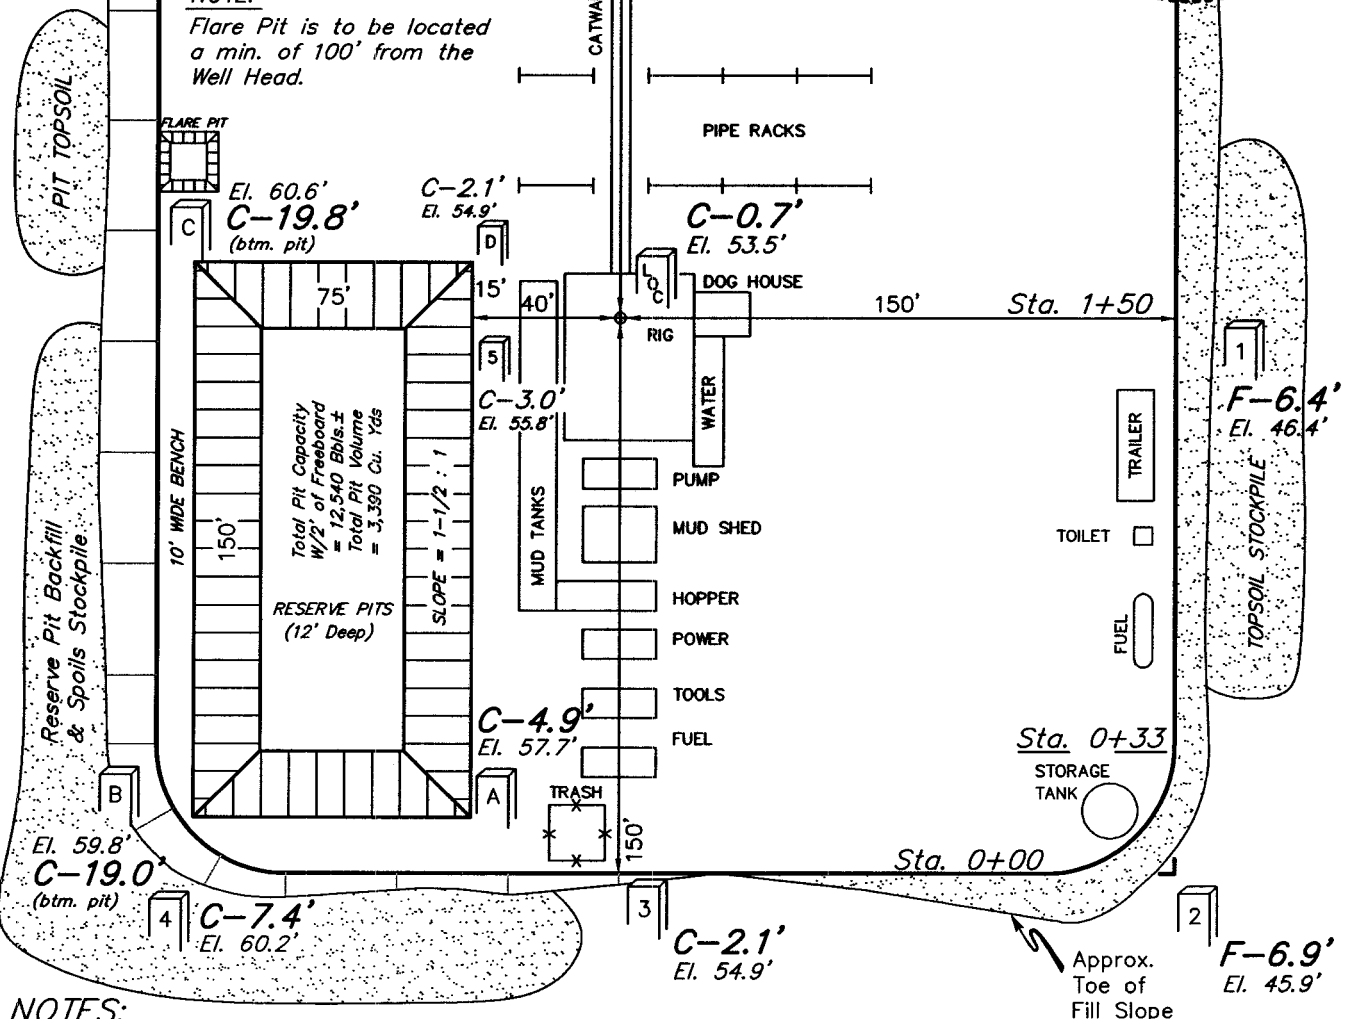 NOTE:
Flare Pit is to be located
a min. of 100' from the
Well Head.
CATWA
PIPE RACKS
PIT TOPSOIL
FLARE PIT
El. 60.6'
C-19.8'
(btm. pit)
C
C-2.1'
El. 54.9'
D
C-0.7'
El. 53.5'
LOC
DOG HOUSE
75'
15'
40'
RIG
150'
Sta. 1+50
1
F-6.4'
El. 46.4'
5
C-3.0'
El. 55.8'
WATER
TRAILER
10' WIDE BENCH
150'
Total Pit Capacity
W/2' of Freeboard
= 12,540 Bbls.±
Total Pit Volume
= 3,390 Cu. Yds
SLOPE = 1-1/2 : 1
RESERVE PITS
(12' Deep)
MUD TANKS
PUMP
MUD SHED
HOPPER
POWER
TOOLS
FUEL
TOILET
FUEL
TOPSOIL STOCKPILE
Reserve Pit Backfill
& Spoils Stockpile.
C-4.9'
El. 57.7'
A
Sta. 0+33
STORAGE
TANK
B
TRASH
150'
Sta. 0+00
El. 59.8'
C-19.0'
(btm. pit)
4
C-7.4'
El. 60.2'
3
C-2.1'
El. 54.9'
2
F-6.9'
El. 45.9'
Approx.
Toe of
Fill Slope
NOTES: